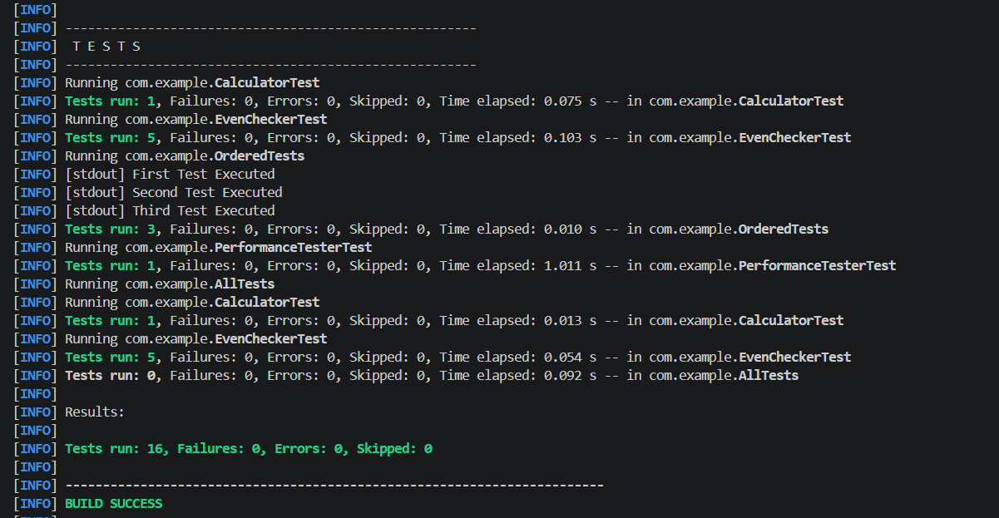 [INFO]
[INFO] -------------------------------------------------------
[INFO]  T E S T S
[INFO] -------------------------------------------------------
[INFO] Running com.example.CalculatorTest
[INFO] Tests run: 1, Failures: 0, Errors: 0, Skipped: 0, Time elapsed: 0.075 s -- in com.example.CalculatorTest
[INFO] Running com.example.EvenCheckerTest
[INFO] Tests run: 5, Failures: 0, Errors: 0, Skipped: 0, Time elapsed: 0.103 s -- in com.example.EvenCheckerTest
[INFO] Running com.example.OrderedTests
[INFO] [stdout] First Test Executed
[INFO] [stdout] Second Test Executed
[INFO] [stdout] Third Test Executed
[INFO] Tests run: 3, Failures: 0, Errors: 0, Skipped: 0, Time elapsed: 0.010 s -- in com.example.OrderedTests
[INFO] Running com.example.PerformanceTesterTest
[INFO] Tests run: 1, Failures: 0, Errors: 0, Skipped: 0, Time elapsed: 1.011 s -- in com.example.PerformanceTesterTest
[INFO] Running com.example.AllTests
[INFO] Running com.example.CalculatorTest
[INFO] Tests run: 1, Failures: 0, Errors: 0, Skipped: 0, Time elapsed: 0.013 s -- in com.example.CalculatorTest
[INFO] Running com.example.EvenCheckerTest
[INFO] Tests run: 5, Failures: 0, Errors: 0, Skipped: 0, Time elapsed: 0.054 s -- in com.example.EvenCheckerTest
[INFO] Tests run: 0, Failures: 0, Errors: 0, Skipped: 0, Time elapsed: 0.092 s -- in com.example.AllTests
[INFO]
[INFO] Results:
[INFO]
[INFO] Tests run: 16, Failures: 0, Errors: 0, Skipped: 0
[INFO]
[INFO] ------------------------------------------------------------------------
[INFO] BUILD SUCCESS